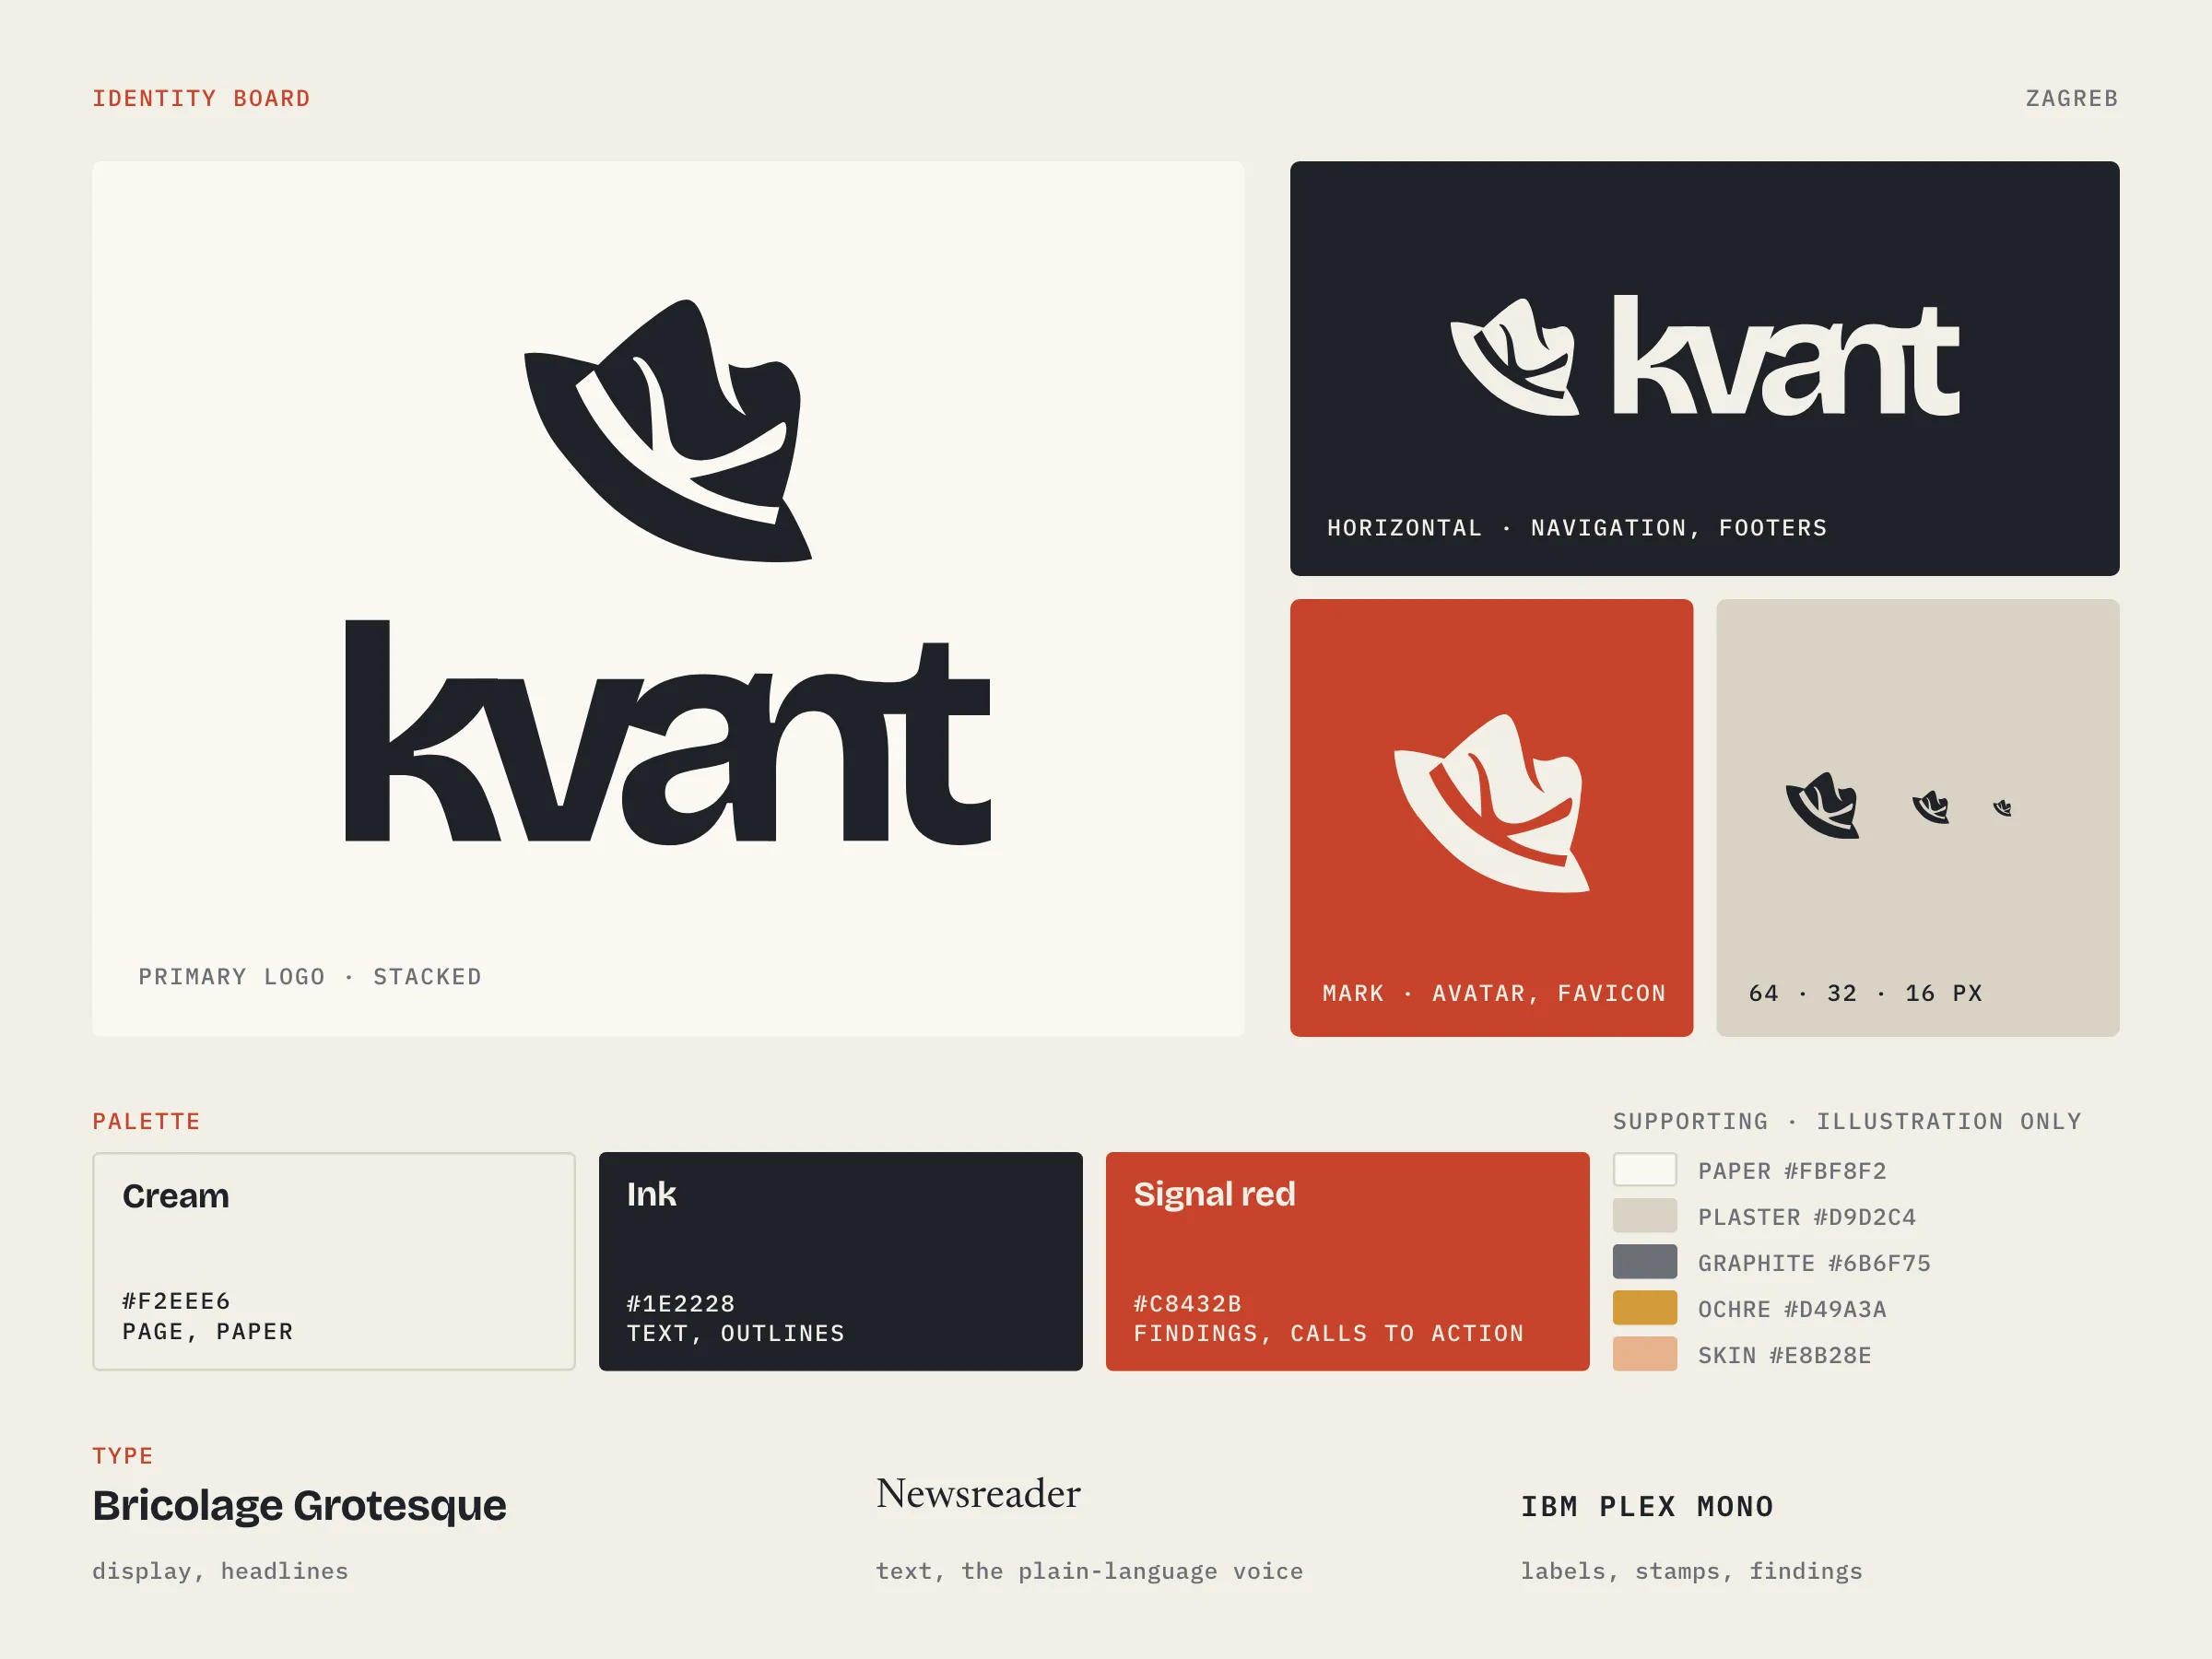 IDENTITY BOARD
ZAGREB
kvant
PRIMARY LOGO · STACKED
kvant
HORIZONTAL · NAVIGATION, FOOTERS
MARK · AVATAR, FAVICON
64 · 32 · 16 PX
PALETTE
Cream
#F2EEE6
PAGE, PAPER
Ink
#1E2228
TEXT, OUTLINES
Signal red
#C8432B
FINDINGS, CALLS TO ACTION
SUPPORTING · ILLUSTRATION ONLY
PAPER #FBF8F2
PLASTER #D9D2C4
GRAPHITE #6B6F75
OCHRE #D49A3A
SKIN #E8B28E
TYPE
Bricolage Grotesque
display, headlines
Newsreader
text, the plain-language voice
IBM PLEX MONO
labels, stamps, findings